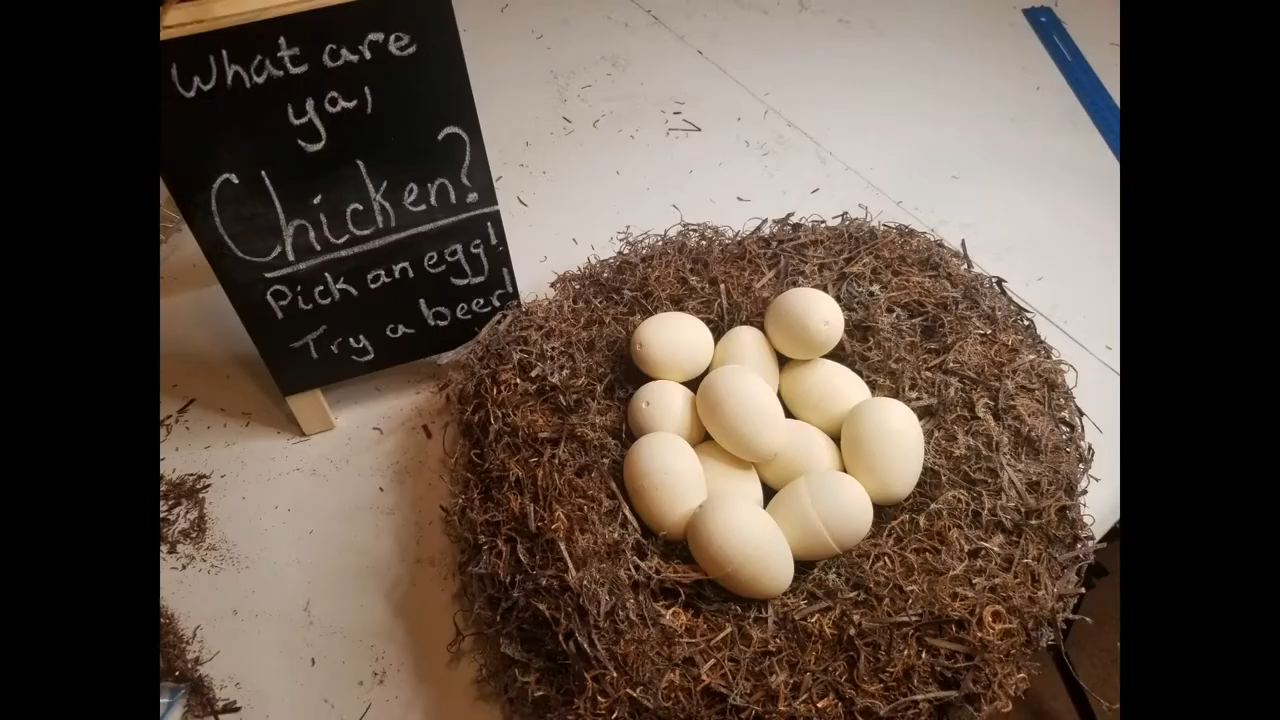 What are
ya,
Chicken?
Pick an egg!
Try a beer!